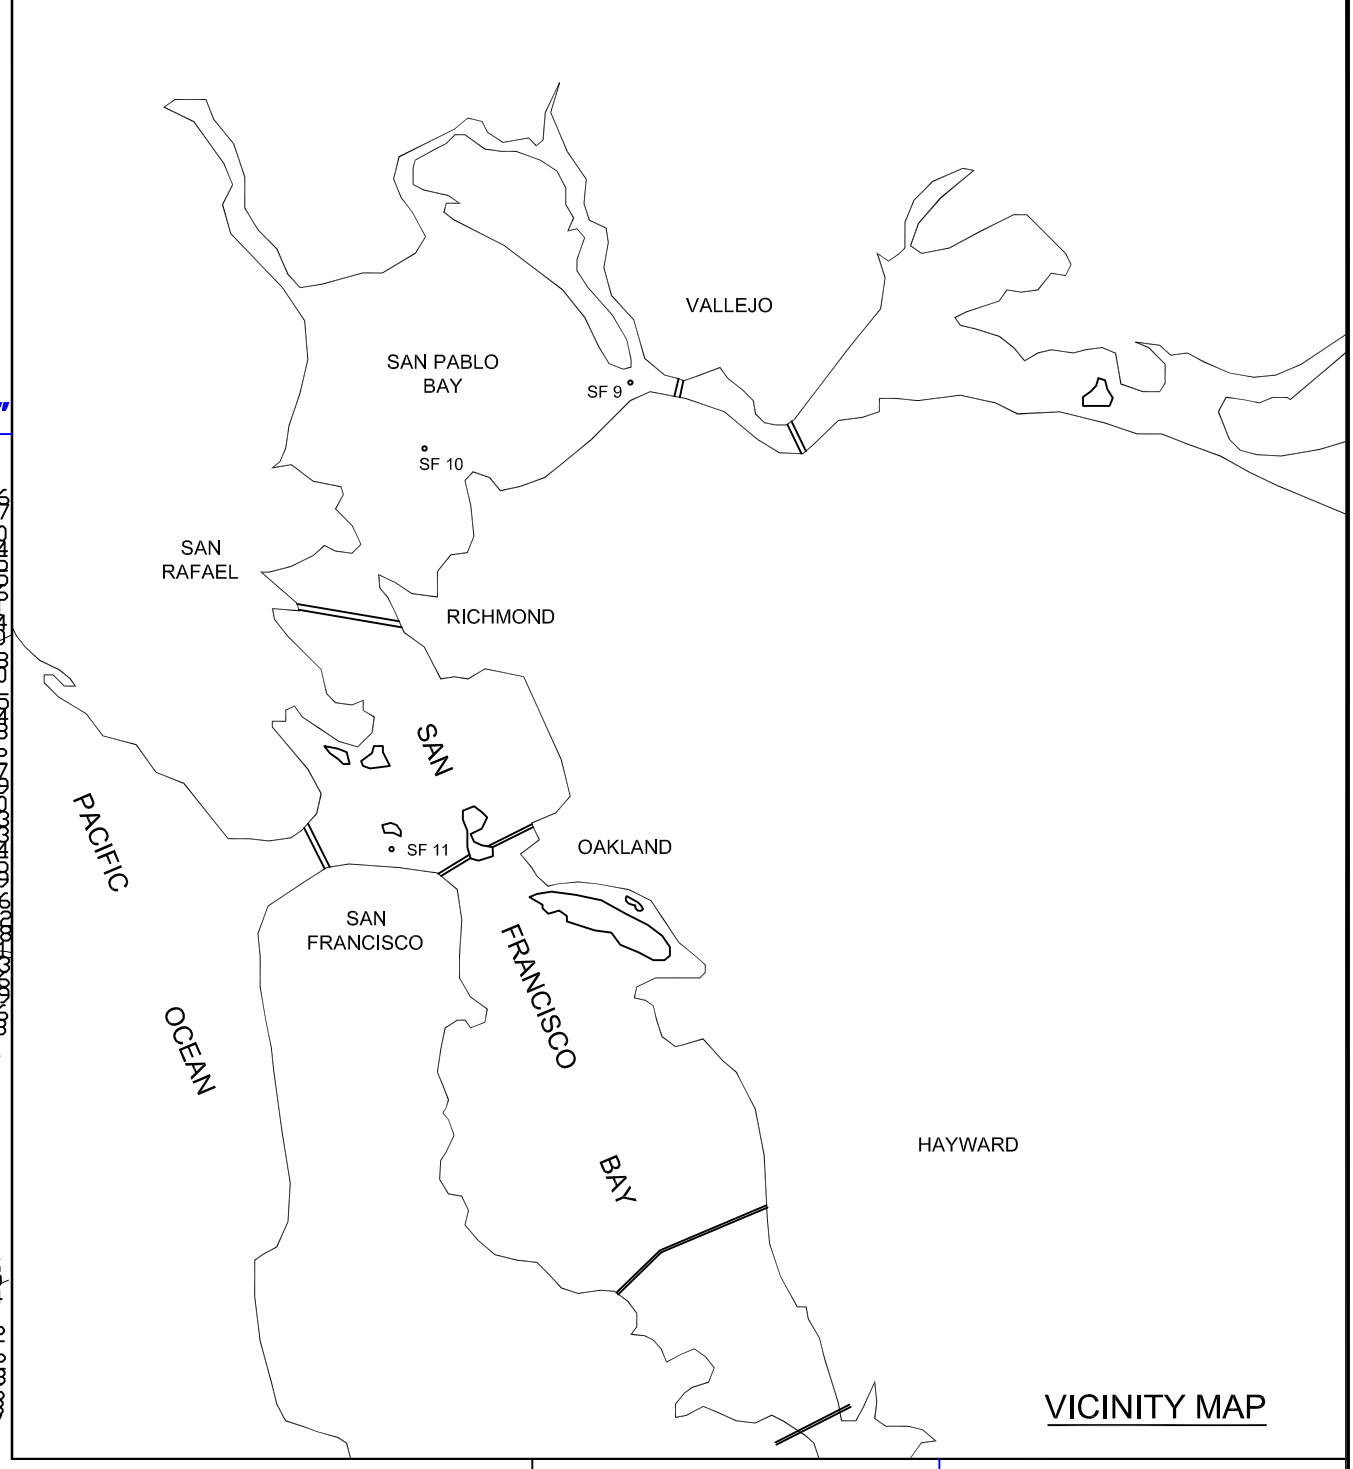 VALLEJO
SAN PABLO
BAY
SF 9
SF 10
SAN
RAFAEL
RICHMOND
SAN
PACIFIC
SF 11
OAKLAND
SAN
FRANCISCO
FRANCISCO
OCEAN
BAY
HAYWARD
VICINITY MAP